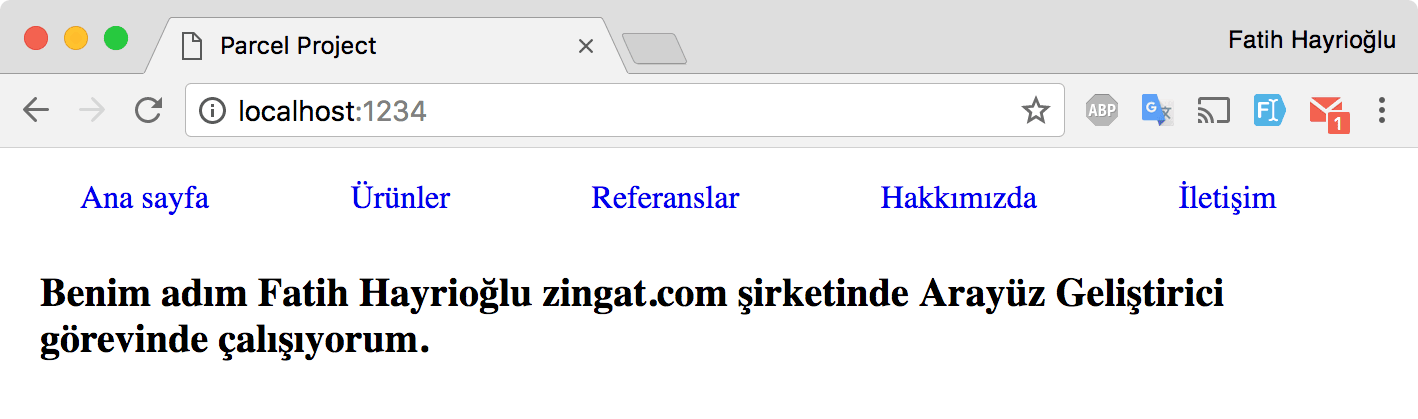 Parcel Project
Fatih Hayrioğlu
localhost:1234
ABP
G
F
1
Ana sayfa Ürünler Referanslar Hakkımızda İletişim
Benim adım Fatih Hayrioğlu zingat.com şirketinde Arayüz Geliştirici
görevinde çalışıyorum.